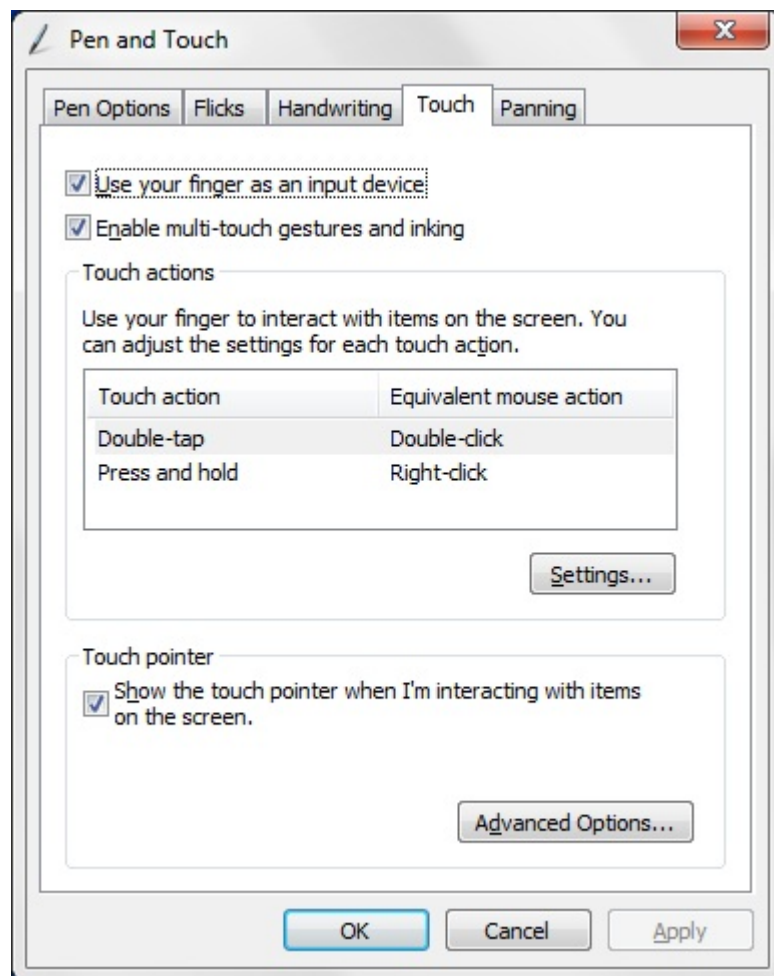 Pen and Touch
Pen Options Flicks Handwriting Touch Panning
Use your finger as an input device
Enable multi-touch gestures and inking
Touch actions
Use your finger to interact with items on the screen. You
can adjust the settings for each touch action.
Touch action Equivalent mouse action
Double-tap Double-click
Press and hold Right-click
Settings...
Touch pointer
Show the touch pointer when I'm interacting with items
on the screen.
Advanced Options...
OK Cancel Apply